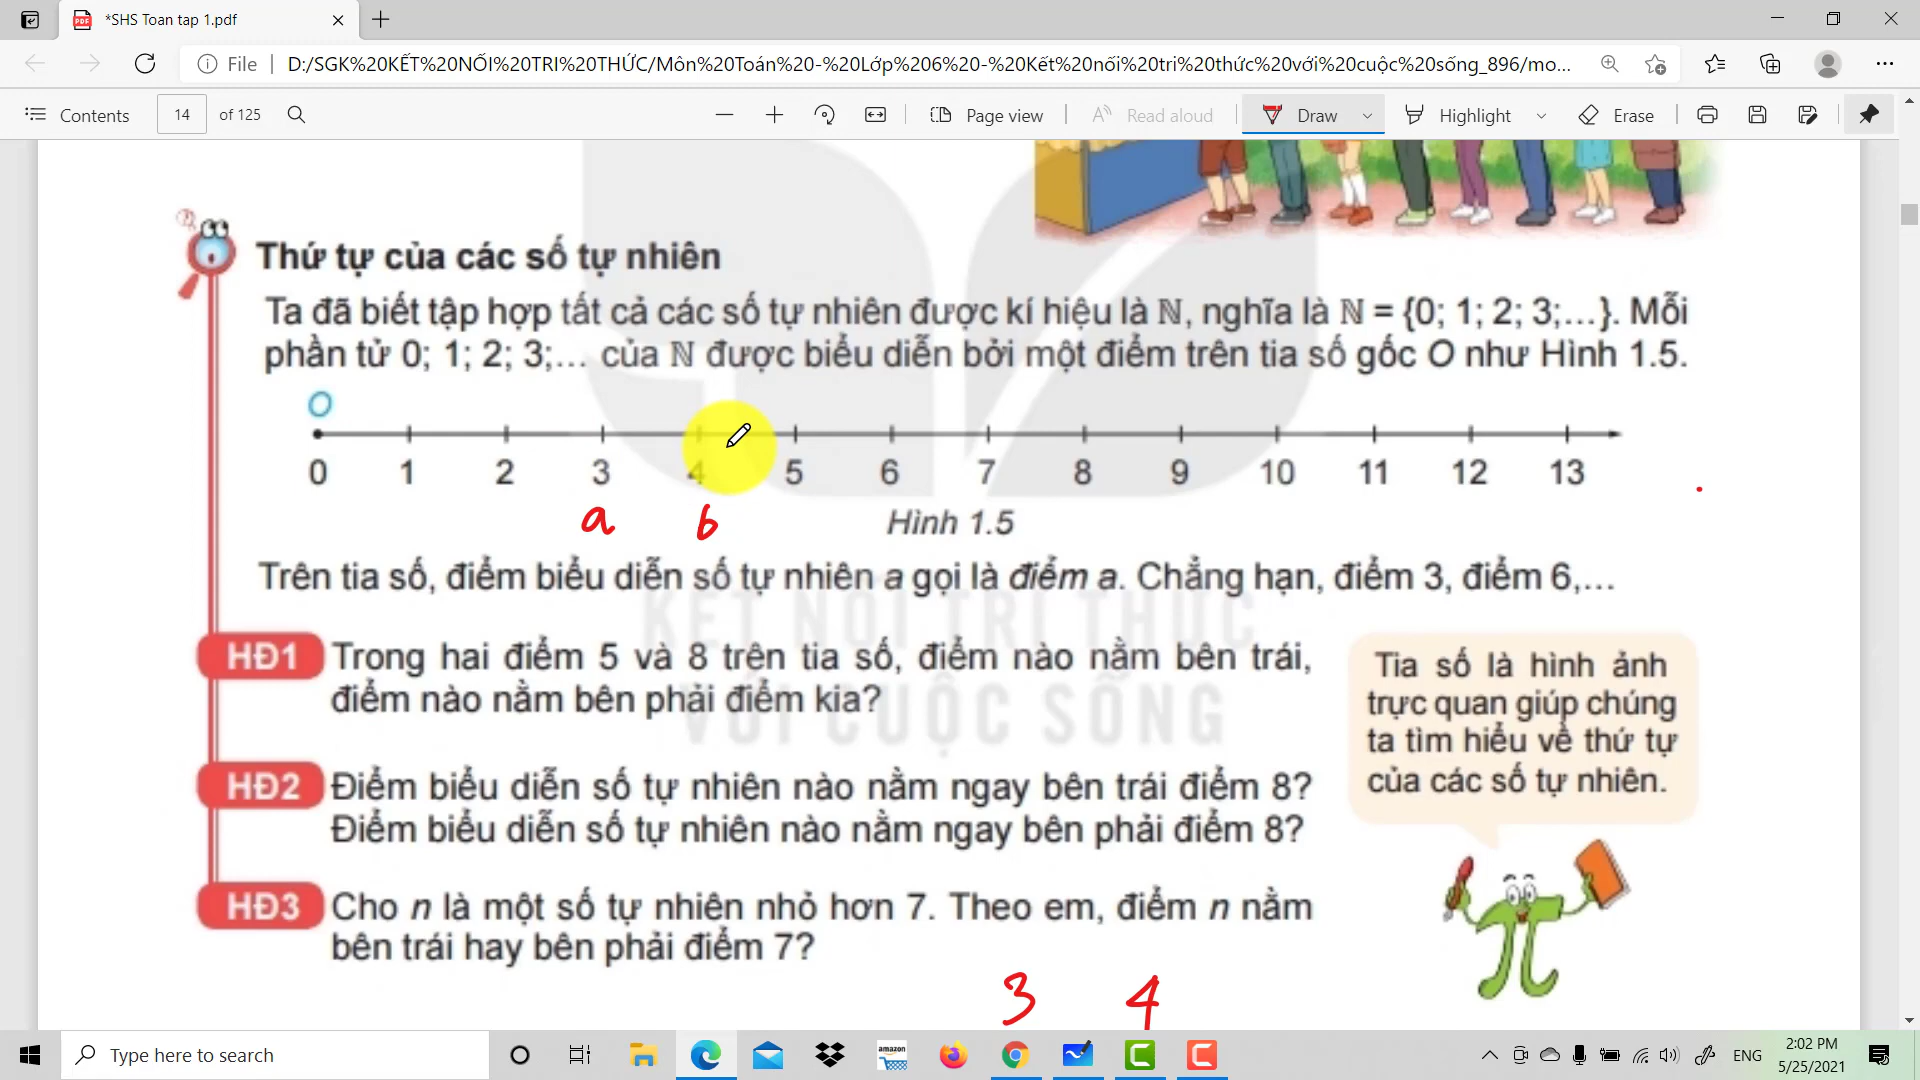 *SHS Toan tap 1.pdf
File
D:/SGK%20KẾT%20NỐI%20TRI%20THỨC/Môn%20Toán%20-%20Lớp%206%20-%20Kết%20nối%20tri%20thức%20với%20cuộc%20sống_896/mo...
Contents
14
of 125
Page view
Read aloud
Draw
Highlight
Erase
Thứ tự của các số tự nhiên
Ta đã biết tập hợp tất cả các số tự nhiên được kí hiệu là ℕ, nghĩa là ℕ = {0; 1; 2; 3;...}. Mỗi
phần tử 0; 1; 2; 3;... của ℕ được biểu diễn bởi một điểm trên tia số gốc O như Hình 1.5.
O
0 1 2 3 4 5 6 7 8 9 10 11 12 13
a b
Hình 1.5
Trên tia số, điểm biểu diễn số tự nhiên a gọi là điểm a. Chẳng hạn, điểm 3, điểm 6,...
KẾT NỐI TRI THỨC
VỚI CUỘC SỐNG
HĐ1 Trong hai điểm 5 và 8 trên tia số, điểm nào nằm bên trái,
điểm nào nằm bên phải điểm kia?
Tia số là hình ảnh
trực quan giúp chúng
ta tìm hiểu về thứ tự
của các số tự nhiên.
HĐ2 Điểm biểu diễn số tự nhiên nào nằm ngay bên trái điểm 8?
Điểm biểu diễn số tự nhiên nào nằm ngay bên phải điểm 8?
HĐ3 Cho n là một số tự nhiên nhỏ hơn 7. Theo em, điểm n nằm
bên trái hay bên phải điểm 7?
3 4
Type here to search
amazon
ENG
2:02 PM
5/25/2021